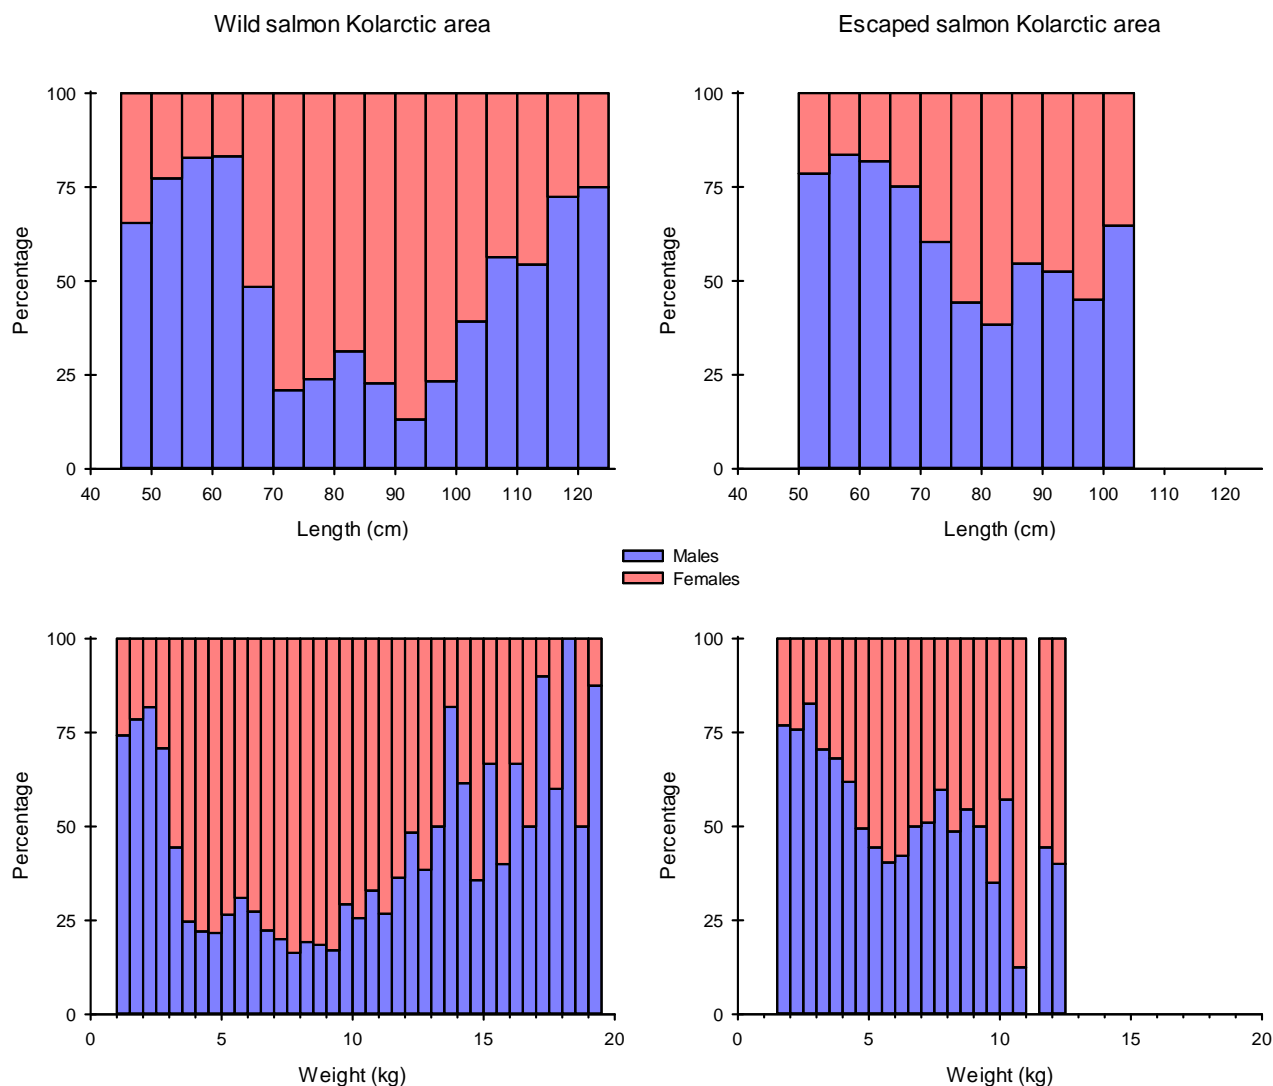 Wild salmon Kolarctic area
Escaped salmon Kolarctic area
100
75
50
25
0
Percentage
40 50 60 70 80 90 100 110 120
Length (cm)
100
75
50
25
0
Percentage
40 50 60 70 80 90 100 110 120
Length (cm)
Males
Females
100
75
50
25
0
Percentage
0 5 10 15 20
Weight (kg)
100
75
50
25
0
Percentage
0 5 10 15 20
Weight (kg)